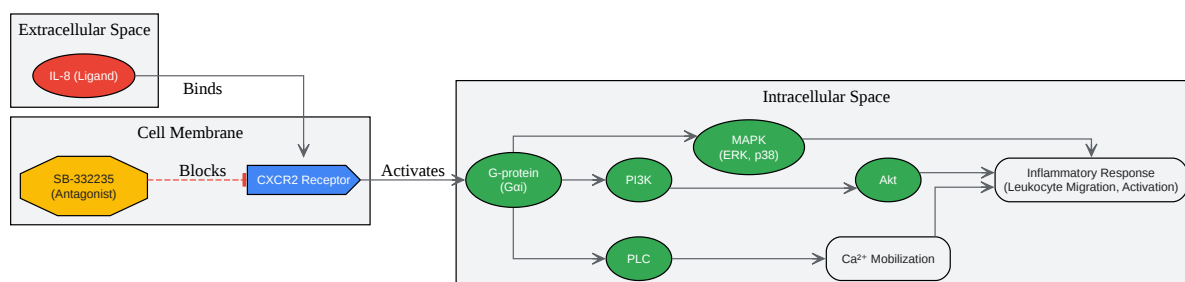 Extracellular Space
IL-8 (Ligand)
Binds
Cell Membrane
SB-332235
(Antagonist)
Blocks
CXCR2 Receptor
Activates
Intracellular Space
G-protein
(Gαi)
MAPK
(ERK, p38)
PI3K
Akt
PLC
Ca²⁺ Mobilization
Inflammatory Response
(Leukocyte Migration, Activation)